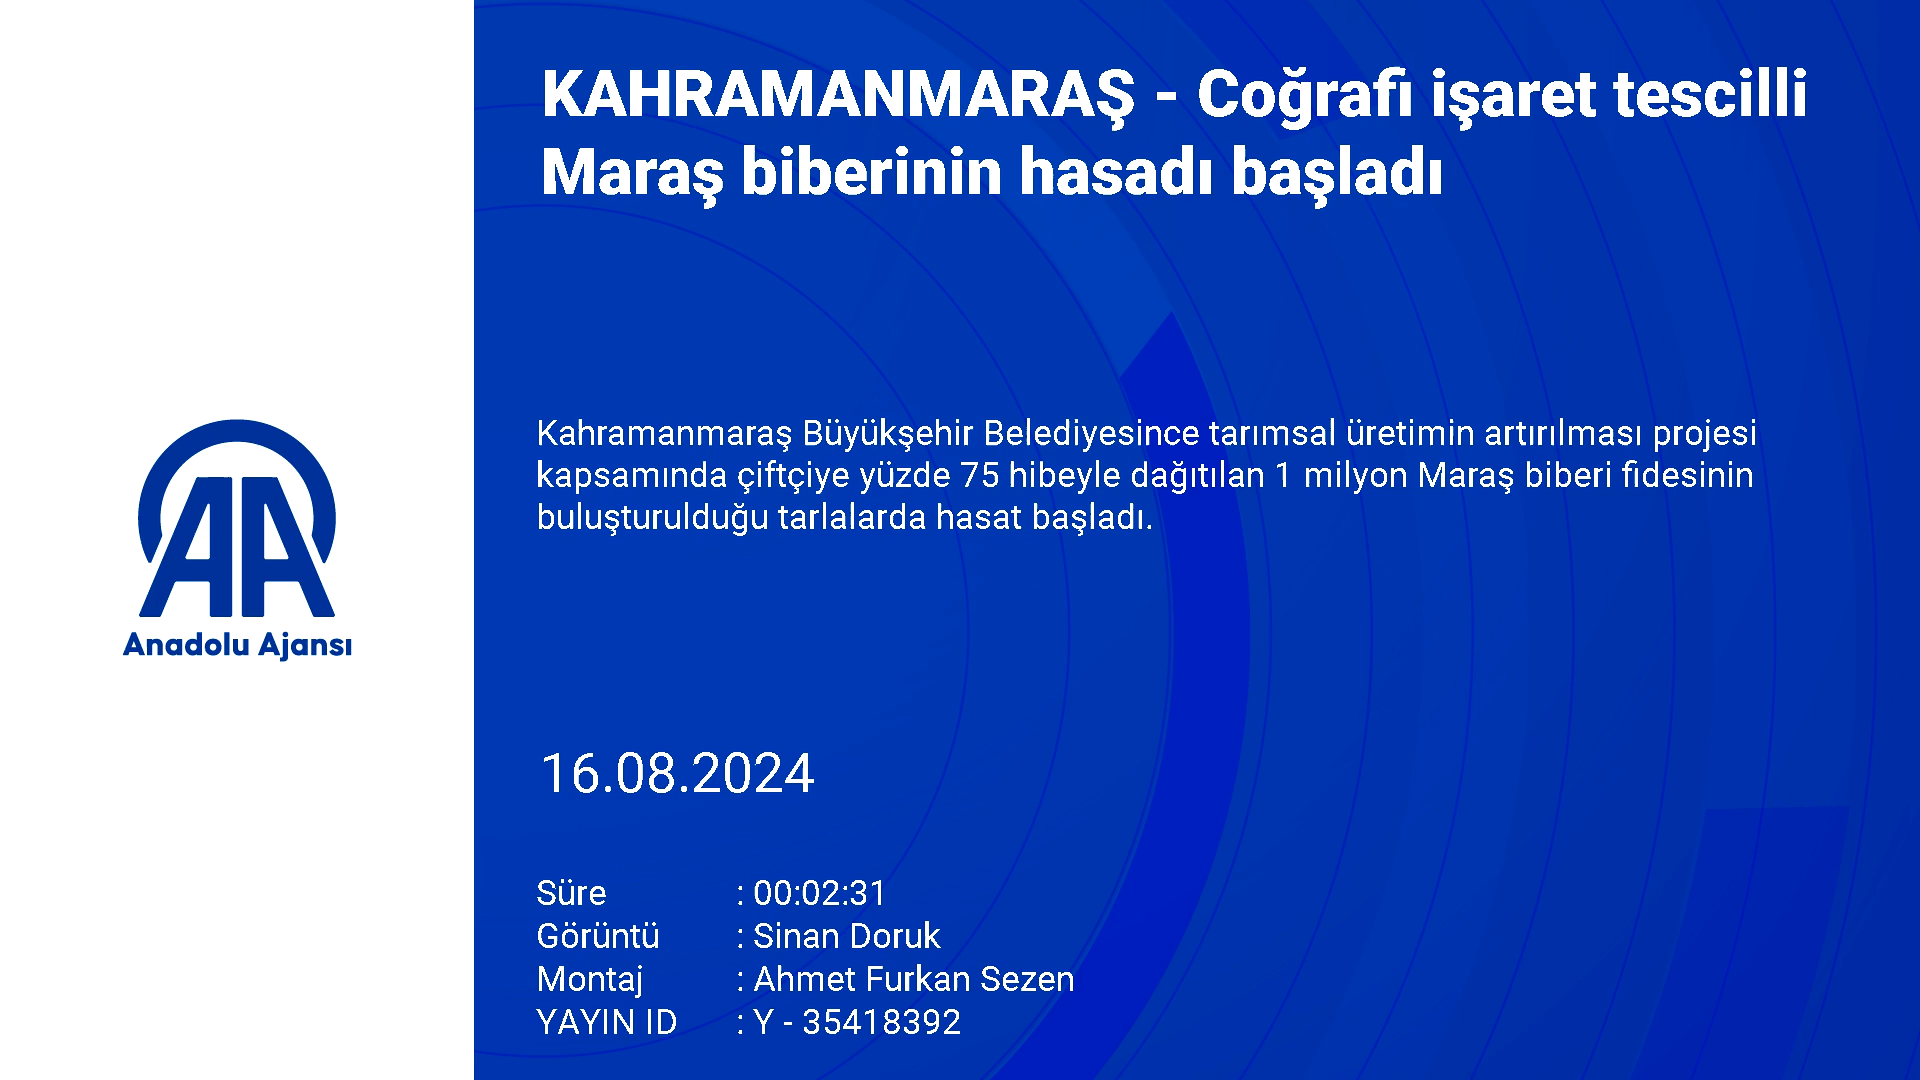 KAHRAMANMARAŞ - Coğrafi işaret tescilli
Maraş biberinin hasadı başladı
Kahramanmaraş Büyükşehir Belediyesince tarımsal üretimin artırılması projesi
kapsamında çiftçiye yüzde 75 hibeyle dağıtılan 1 milyon Maraş biberi fidesinin
buluşturulduğu tarlalarda hasat başladı.
AA
Anadolu Ajansı
16.08.2024
Süre : 00:02:31
Görüntü : Sinan Doruk
Montaj : Ahmet Furkan Sezen
YAYIN ID : Y - 35418392